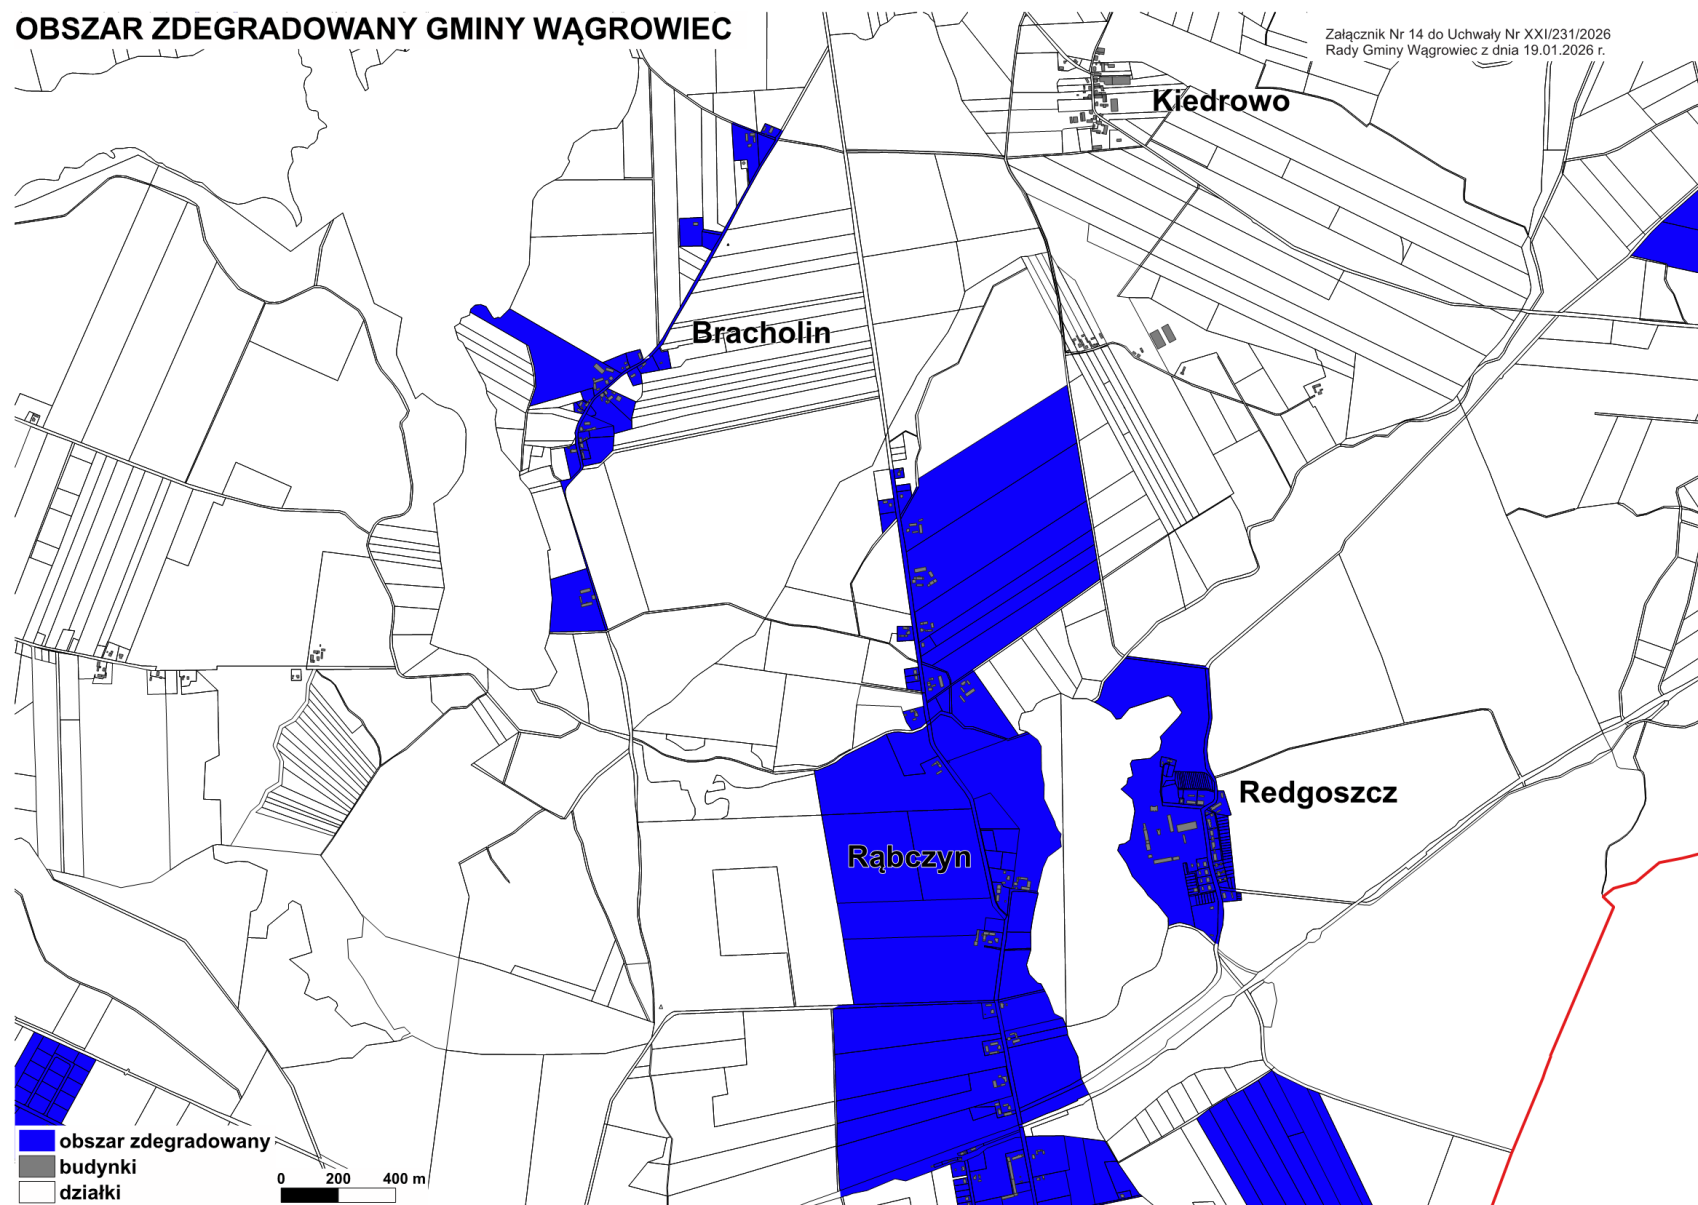 OBSZAR ZDEGRADOWANY GMINY WĄGROWIEC
Załącznik Nr 14 do Uchwały Nr XXI/231/2026
Rady Gminy Wągrowiec z dnia 19.01.2026 r.
Kiedrowo
Bracholin
Redgoszcz
Rąbczyn
obszar zdegradowany
budynki
działki
0 200 400 m